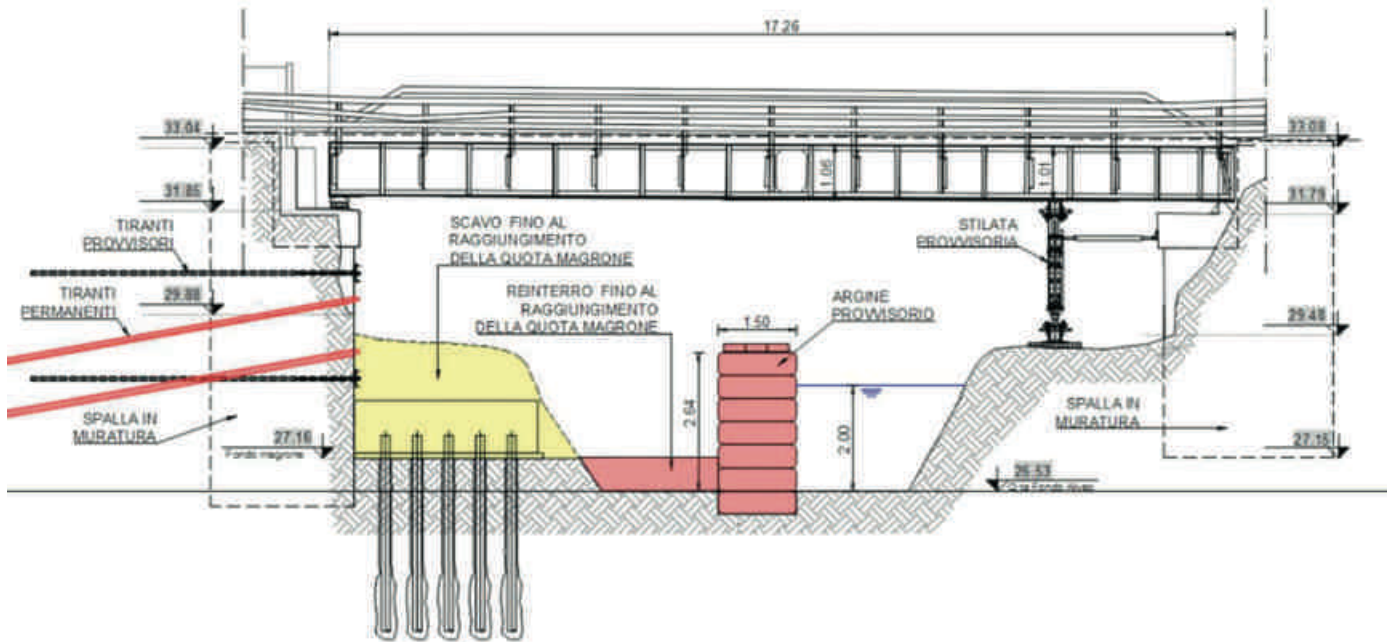 17.26
33.04
33.08
1.06
1.01
31.85
31.79
TIRANTI
PROVVISORI
SCAVO FINO AL
RAGGIUNGIMENTO
DELLA QUOTA MAGRONE
STILATA
PROVVISORIA
TIRANTI
PERMANENTI
29.88
REINTERRO FINO AL
RAGGIUNGIMENTO
DELLA QUOTA MAGRONE
ARGINE
PROVVISORIO
1.50
29.48
2.64
2.00
SPALLA IN
MURATURA
SPALLA IN
MURATURA
27.16
Fondo magrone
27.15
26.53
Fondo